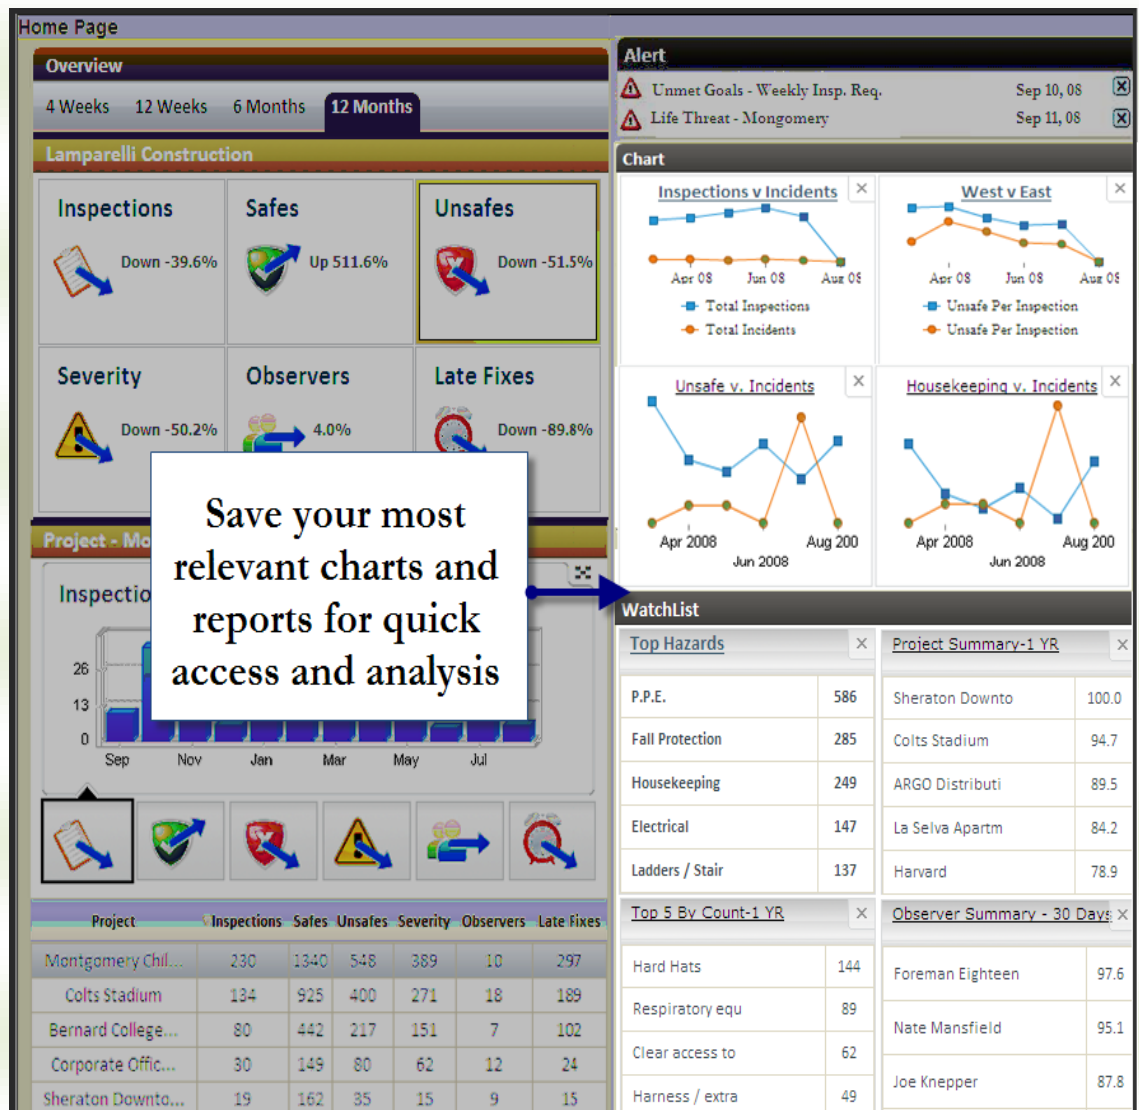 Home Page
Overview
4 Weeks 12 Weeks 6 Months 12 Months
Lamparelli Construction
Inspections Safes Unsafes
Down -39.6% Up 511.6% Down -51.5%
Severity Observers Late Fixes
Down -50.2% 4.0% Down -89.8%
Project - Mo
Inspectio
26
13
0
Sep Nov Jan Mar May Jul
Save your most
relevant charts and
reports for quick
access and analysis
Project Inspections Safes Unsafes Severity Observers Late Fixes
Montgomery Chil... 230 1340 548 389 10 297
Colts Stadium 134 925 400 271 18 189
Bernard College... 80 442 217 151 7 102
Corporate Offic... 30 149 80 62 12 24
Sheraton Downto... 19 162 35 15 9 15
Alert
Unmet Goals - Weekly Insp. Req. Sep 10, 08
Life Threat - Mongomery Sep 11, 08
Chart
Inspections v Incidents
Apr 08 Jun 08 Aug 08
Total Inspections
Total Incidents
West v East
Apr 08 Jun 08 Aug 08
Unsafe Per Inspection
Unsafe Per Inspection
Unsafe v. Incidents
Apr 2008 Aug 200
Jun 2008
Housekeeping v. Incidents
Apr 2008 Aug 200
Jun 2008
WatchList
Top Hazards
P.P.E. 586
Fall Protection 285
Housekeeping 249
Electrical 147
Ladders / Stair 137
Project Summary-1 YR
Sheraton Downto 100.0
Colts Stadium 94.7
ARGO Distributi 89.5
La Selva Apartm 84.2
Harvard 78.9
Top 5 By Count-1 YR
Hard Hats 144
Respiratory equ 89
Clear access to 62
Harness / extra 49
Observer Summary - 30 Days
Foreman Eighteen 97.6
Nate Mansfield 95.1
Joe Knepper 87.8